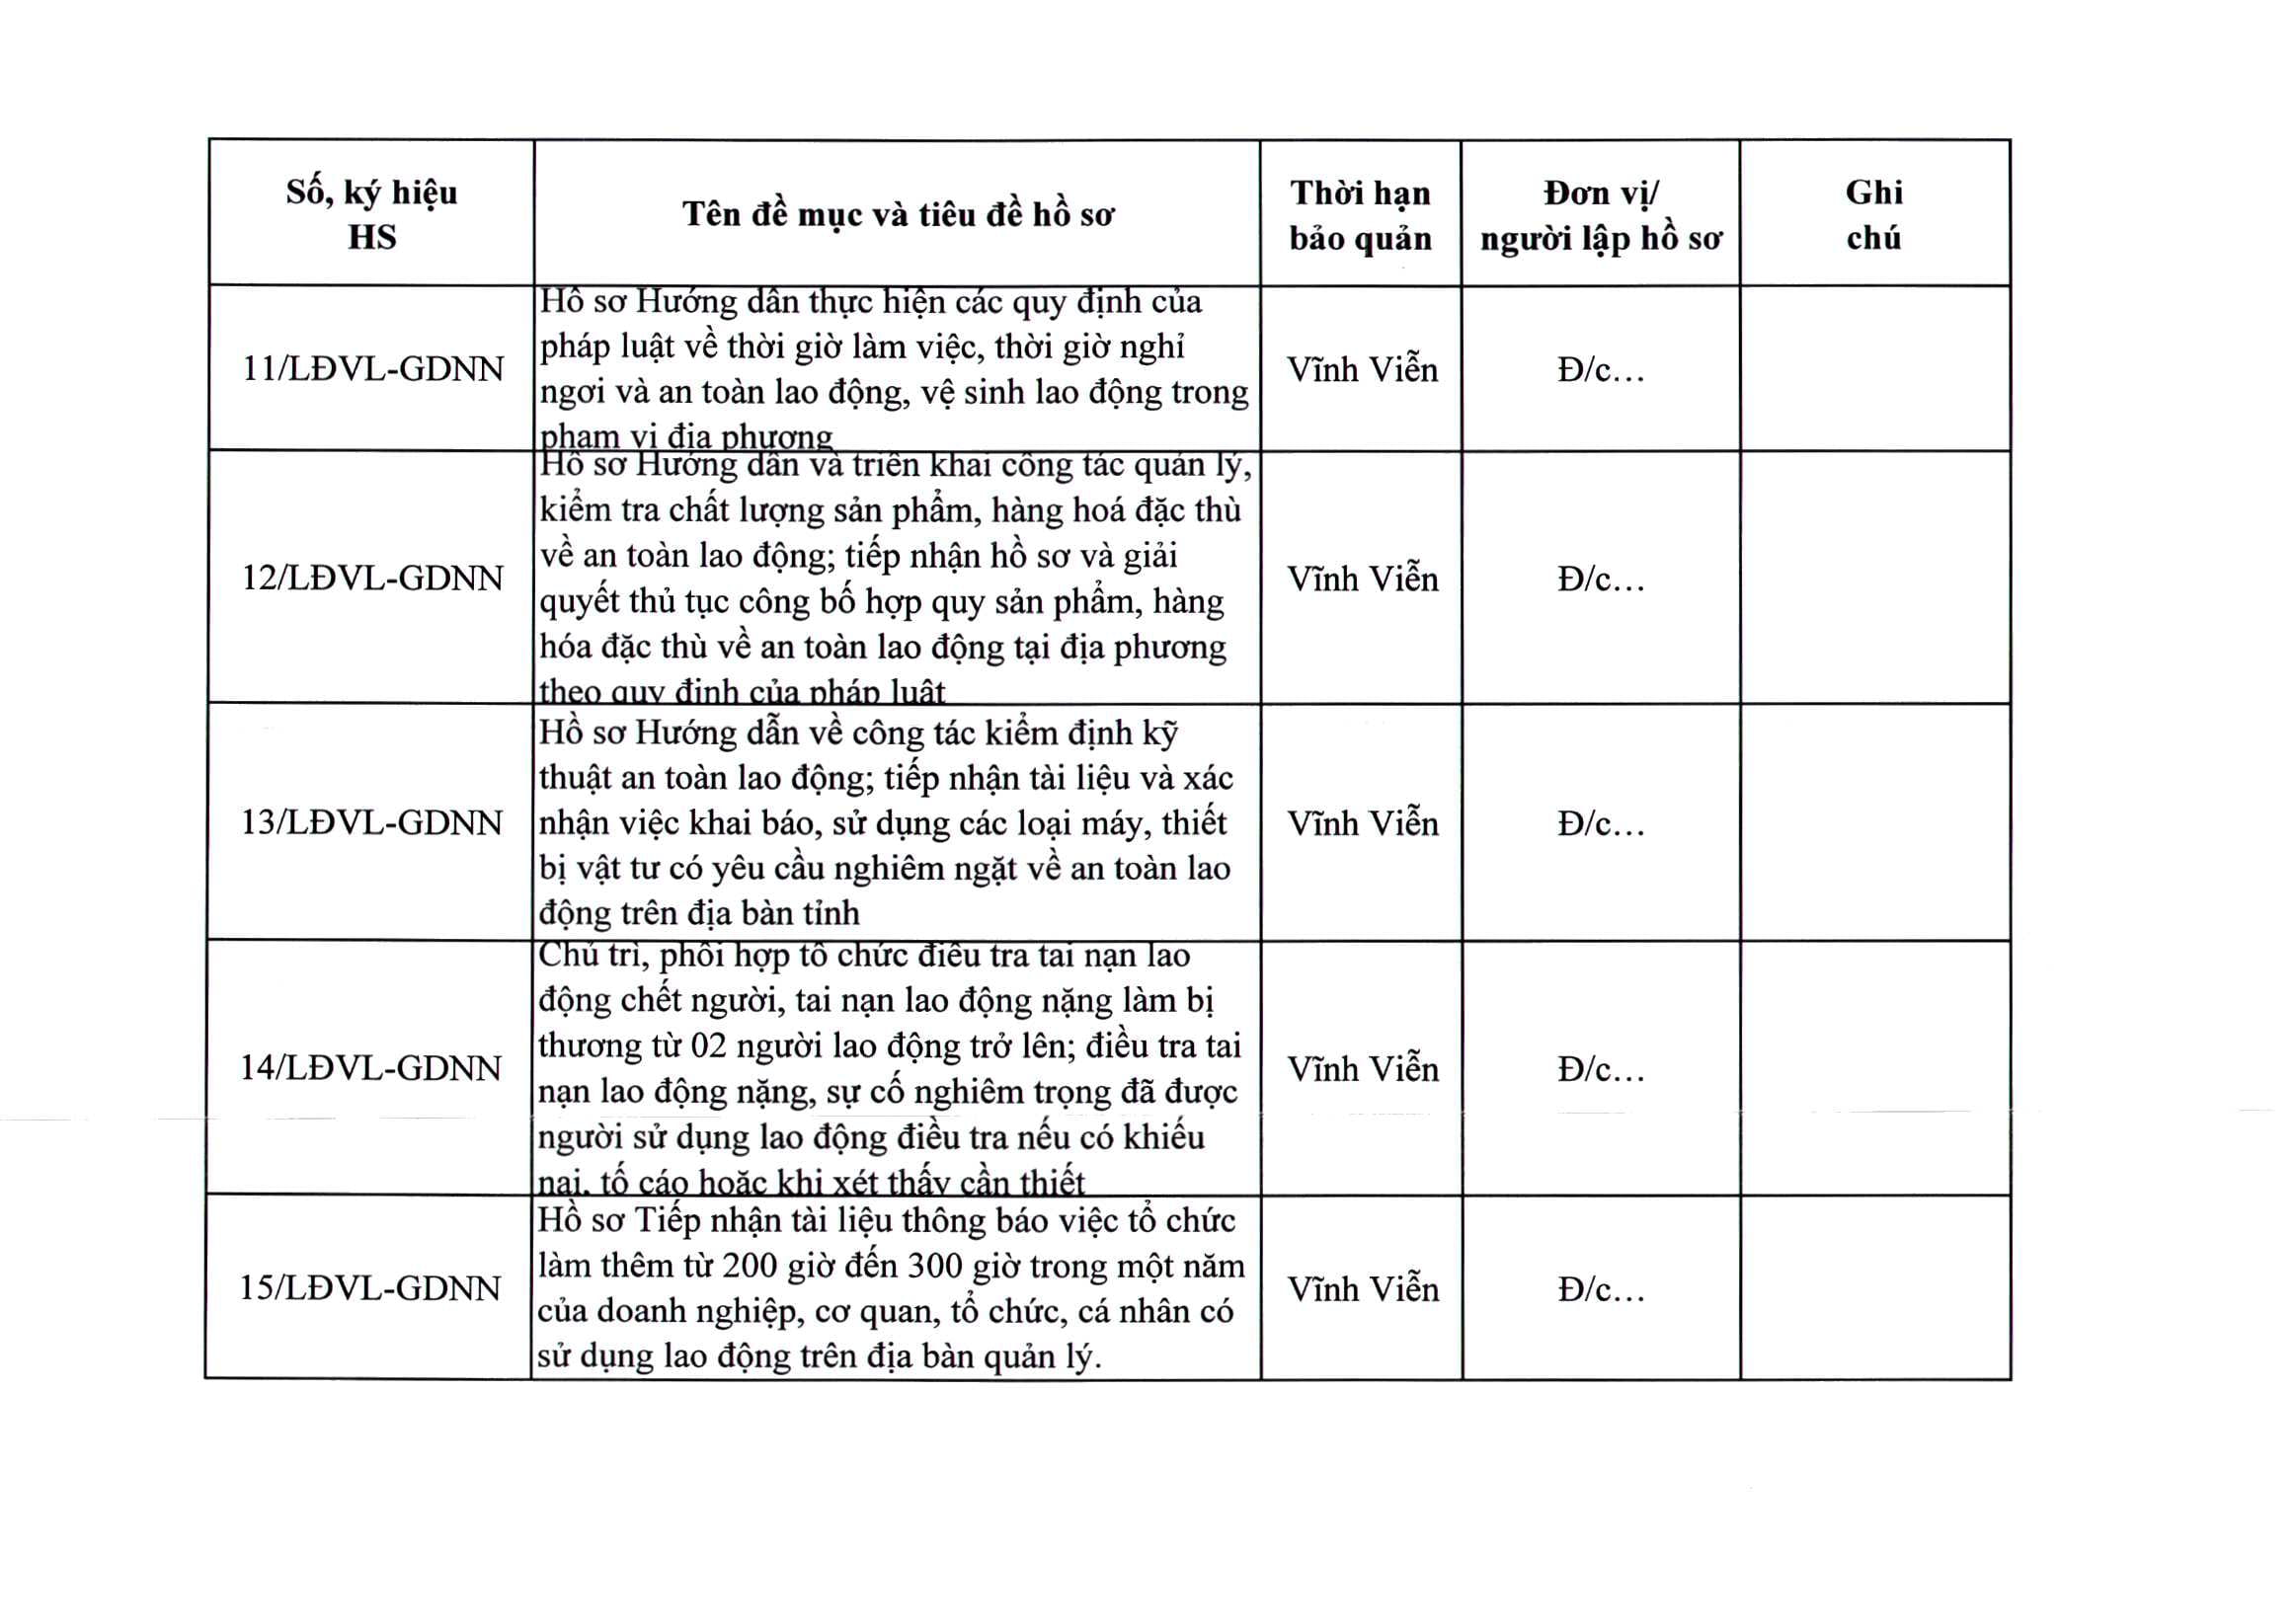 Số, ký hiệu
HS
Tên đề mục và tiêu đề hồ sơ
Thời hạn
bảo quản
Đơn vị/
người lập hồ sơ
Ghi
chú
11/LĐVL-GDNN
Hồ sơ Hướng dẫn thực hiện các quy định của
pháp luật về thời giờ làm việc, thời giờ nghỉ
ngơi và an toàn lao động, vệ sinh lao động trong
phạm vi địa phương
Vĩnh Viễn
Đ/c...
12/LĐVL-GDNN
Hồ sơ Hướng dẫn và triển khai công tác quản lý,
kiểm tra chất lượng sản phẩm, hàng hoá đặc thù
về an toàn lao động; tiếp nhận hồ sơ và giải
quyết thủ tục công bố hợp quy sản phẩm, hàng
hóa đặc thù về an toàn lao động tại địa phương
theo quy định của pháp luật
Vĩnh Viễn
Đ/c...
13/LĐVL-GDNN
Hồ sơ Hướng dẫn về công tác kiểm định kỹ
thuật an toàn lao động; tiếp nhận tài liệu và xác
nhận việc khai báo, sử dụng các loại máy, thiết
bị vật tư có yêu cầu nghiêm ngặt về an toàn lao
động trên địa bàn tỉnh
Vĩnh Viễn
Đ/c...
14/LĐVL-GDNN
Chủ trì, phối hợp tổ chức điều tra tai nạn lao
động chết người, tai nạn lao động nặng làm bị
thương từ 02 người lao động trở lên; điều tra tai
nạn lao động nặng, sự cố nghiêm trọng đã được
người sử dụng lao động điều tra nếu có khiếu
nại, tố cáo hoặc khi xét thấy cần thiết
Vĩnh Viễn
Đ/c...
15/LĐVL-GDNN
Hồ sơ Tiếp nhận tài liệu thông báo việc tổ chức
làm thêm từ 200 giờ đến 300 giờ trong một năm
của doanh nghiệp, cơ quan, tổ chức, cá nhân có
sử dụng lao động trên địa bàn quản lý.
Vĩnh Viễn
Đ/c...